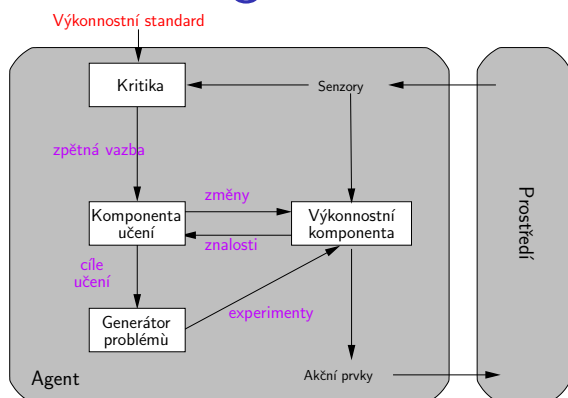 Výkonnostní standard
Kritika
Senzory
zpětná vazba
změny
Komponenta
učení
Výkonnostní
komponenta
znalosti
cíle
učení
experimenty
Generátor
problémù
Agent
Akční prvky
Prostředí